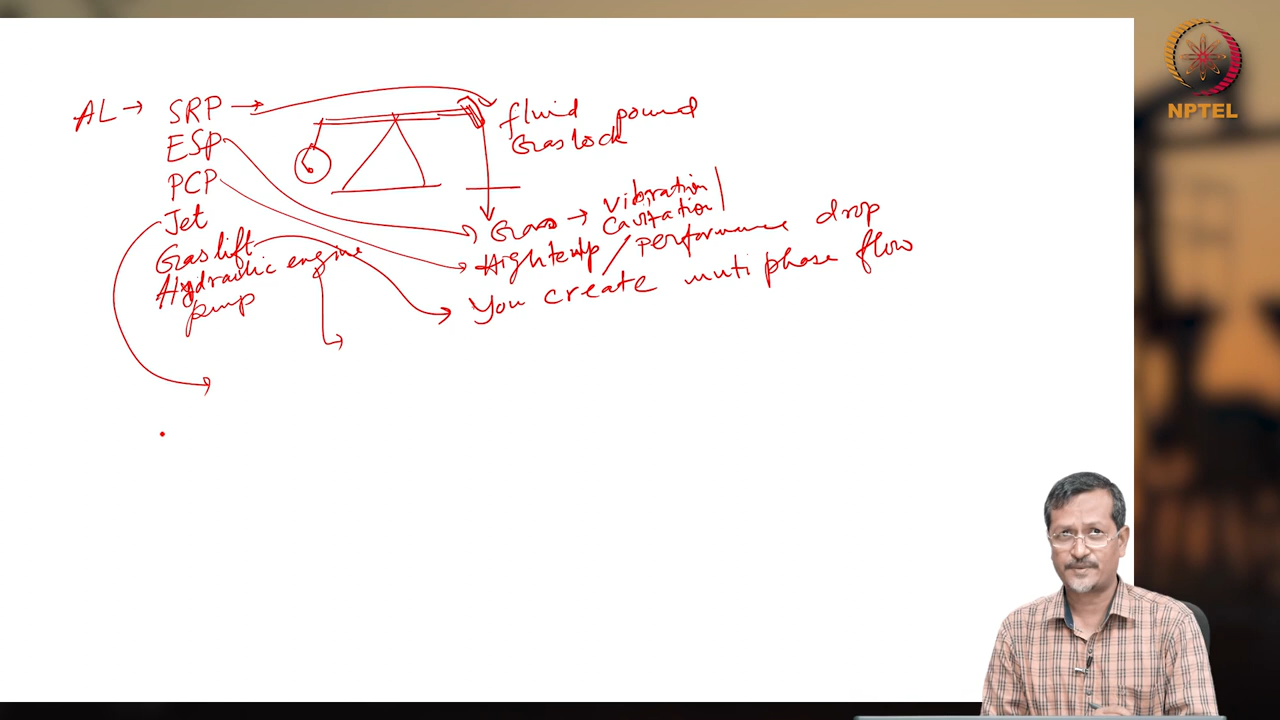 AL → SRP →
ESP
PCP
Jet
Gas lift
Hydraulic engine
pump
fluid pound
Gas lock
Gas → vibration
cavitation
High temp / performance drop
You create muti phase flow
NPTEL